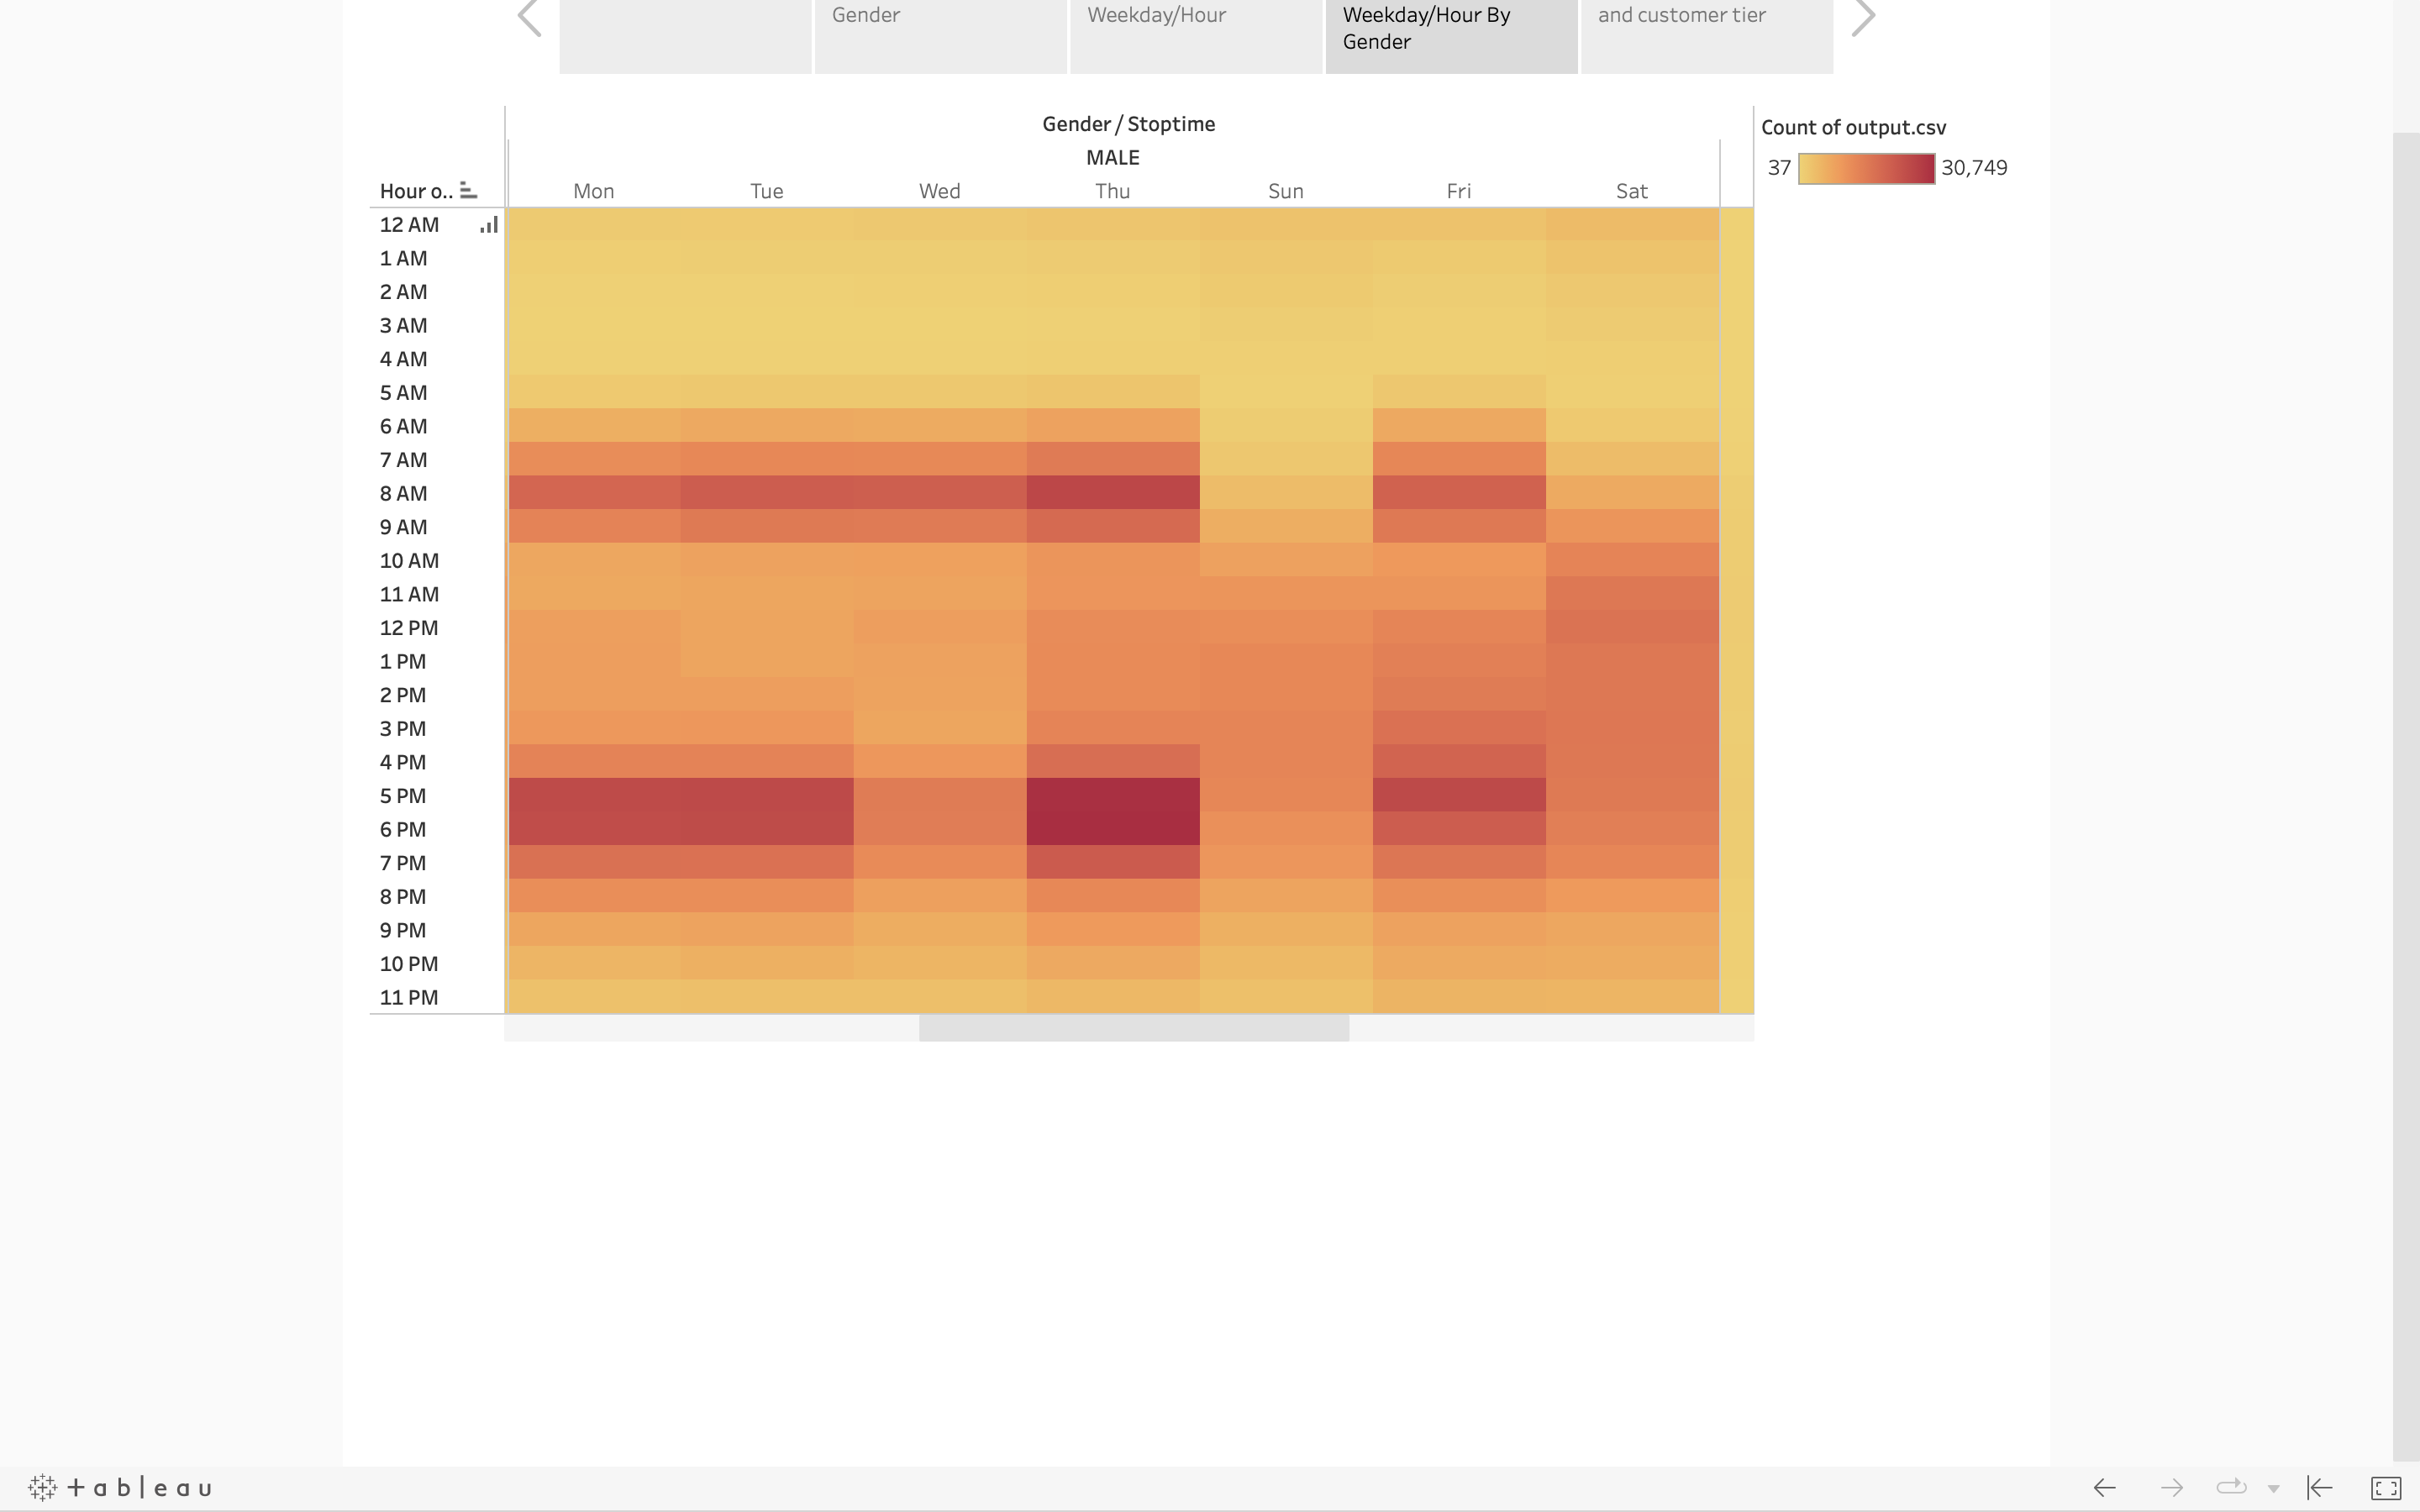 Gender
Weekday/Hour
Weekday/Hour By
Gender
and customer tier
Gender / Stoptime
MALE
Hour o.. Mon Tue Wed Thu Sun Fri Sat
Count of output.csv
37 30,749
12 AM
1 AM
2 AM
3 AM
4 AM
5 AM
6 AM
7 AM
8 AM
9 AM
10 AM
11 AM
12 PM
1 PM
2 PM
3 PM
4 PM
5 PM
6 PM
7 PM
8 PM
9 PM
10 PM
11 PM
+ a b l e a u